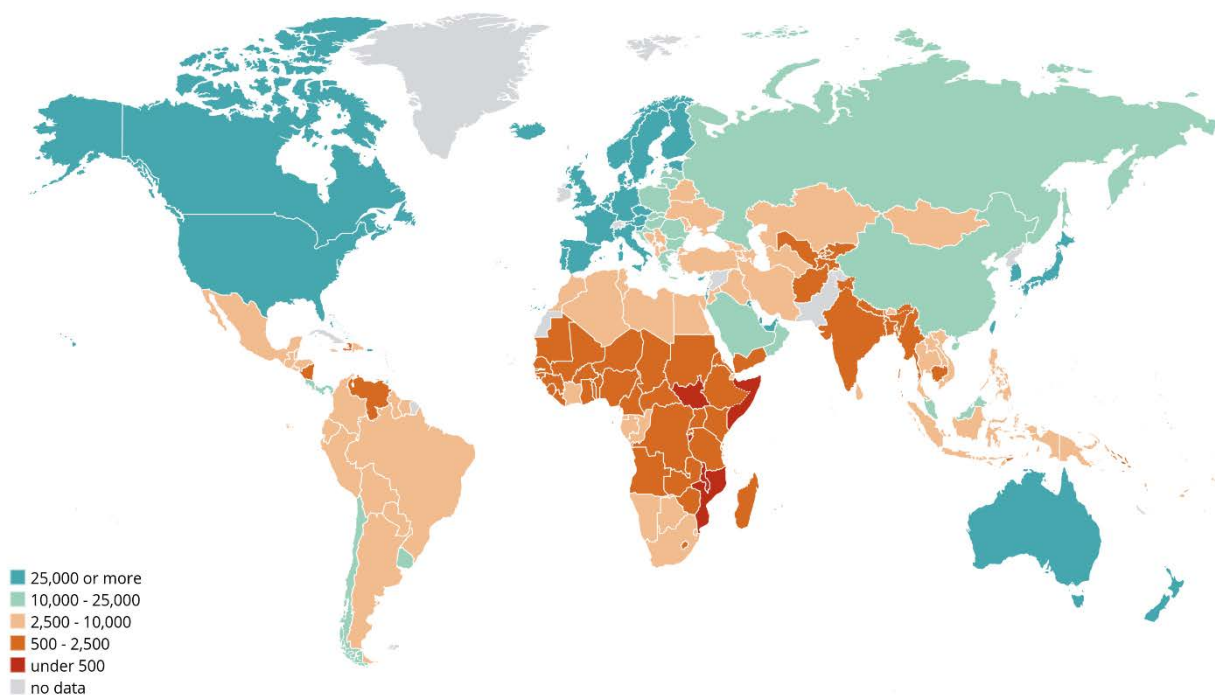 25,000 or more
10,000 - 25,000
2,500 - 10,000
500 - 2,500
under 500
no data